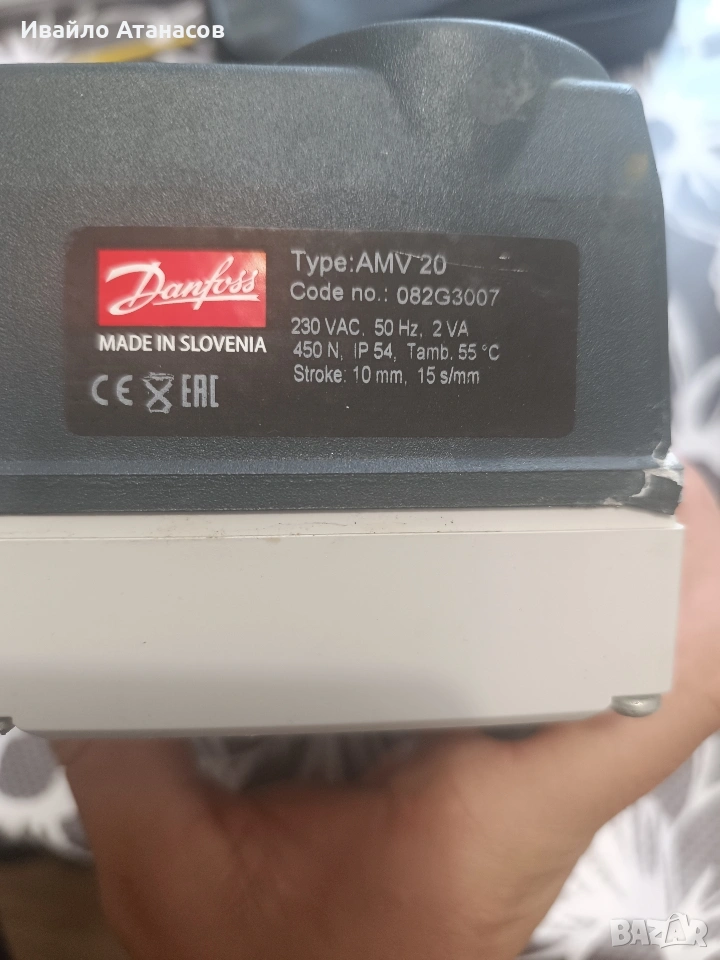 Ивайло Атанасов
Danfoss
MADE IN SLOVENIA
CE EAC
Type:AMV 20
Code no.: 082G3007
230 VAC, 50 Hz, 2 VA
450 N, IP 54, Tamb. 55 °C
Stroke: 10 mm, 15 s/mm
BAZAR